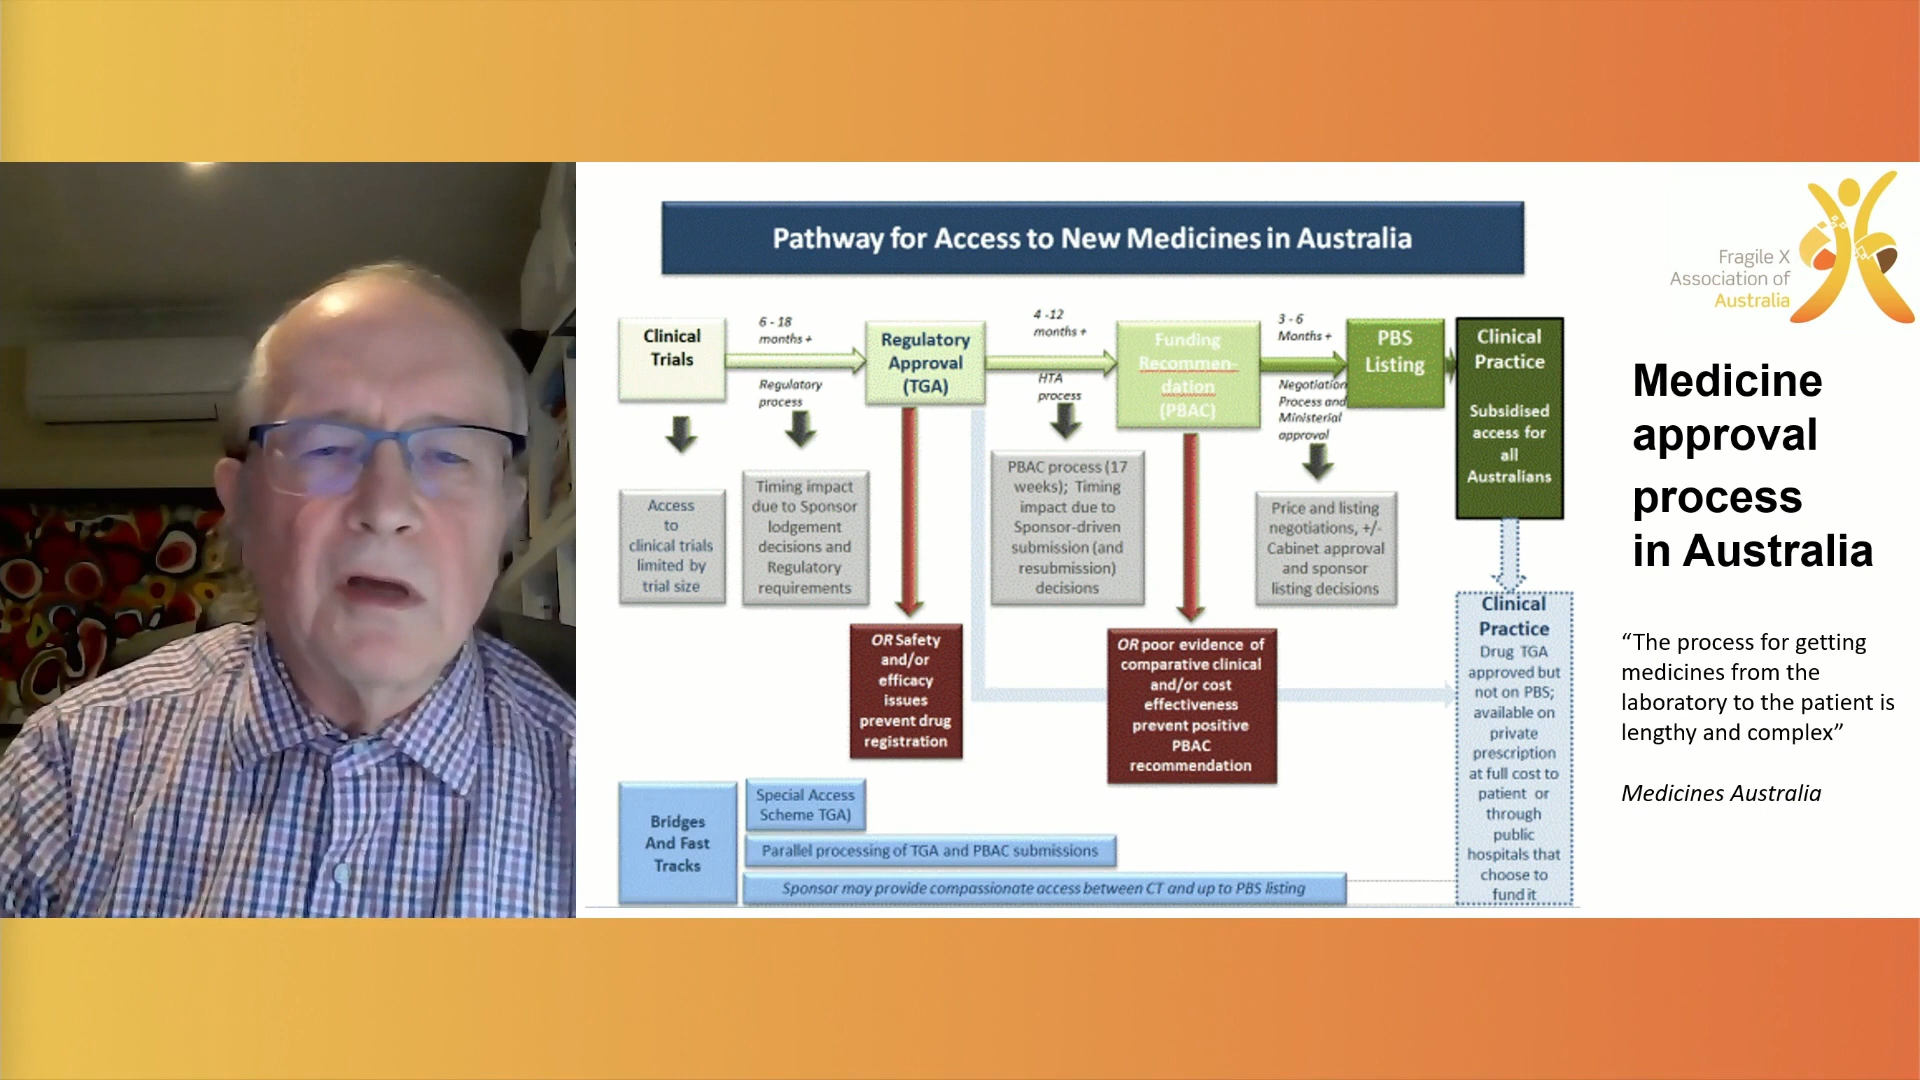 Pathway for Access to New Medicines in Australia
Fragile X
Association of
Australia
Clinical
Trials
6 - 18
months +
Regulatory
process
Regulatory
Approval
(TGA)
4 -12
months +
HTA
process
Funding
Recommen-
dation
(PBAC)
3 - 6
Months +
Negotiation
Process and
Ministerial
approval
PBS
Listing
Clinical
Practice
Subsidised
access for
all
Australians
Access
to
clinical trials
limited by
trial size
Timing impact
due to Sponsor
lodgement
decisions and
Regulatory
requirements
PBAC process (17
weeks); Timing
impact due to
Sponsor-driven
submission (and
resubmission)
decisions
Price and listing
negotiations, +/-
Cabinet approval
and sponsor
listing decisions
OR Safety
and/or
efficacy
issues
prevent drug
registration
OR poor evidence of
comparative clinical
and/or cost
effectiveness
prevent positive
PBAC
recommendation
Clinical
Practice
Drug TGA
approved but
not on PBS;
available on
private
prescription
at full cost to
patient or
through
public
hospitals that
choose to
fund it
Bridges
And Fast
Tracks
Special Access
Scheme TGA)
Parallel processing of TGA and PBAC submissions
Sponsor may provide compassionate access between CT and up to PBS listing
Medicine
approval
process
in Australia
“The process for getting
medicines from the
laboratory to the patient is
lengthy and complex”
Medicines Australia